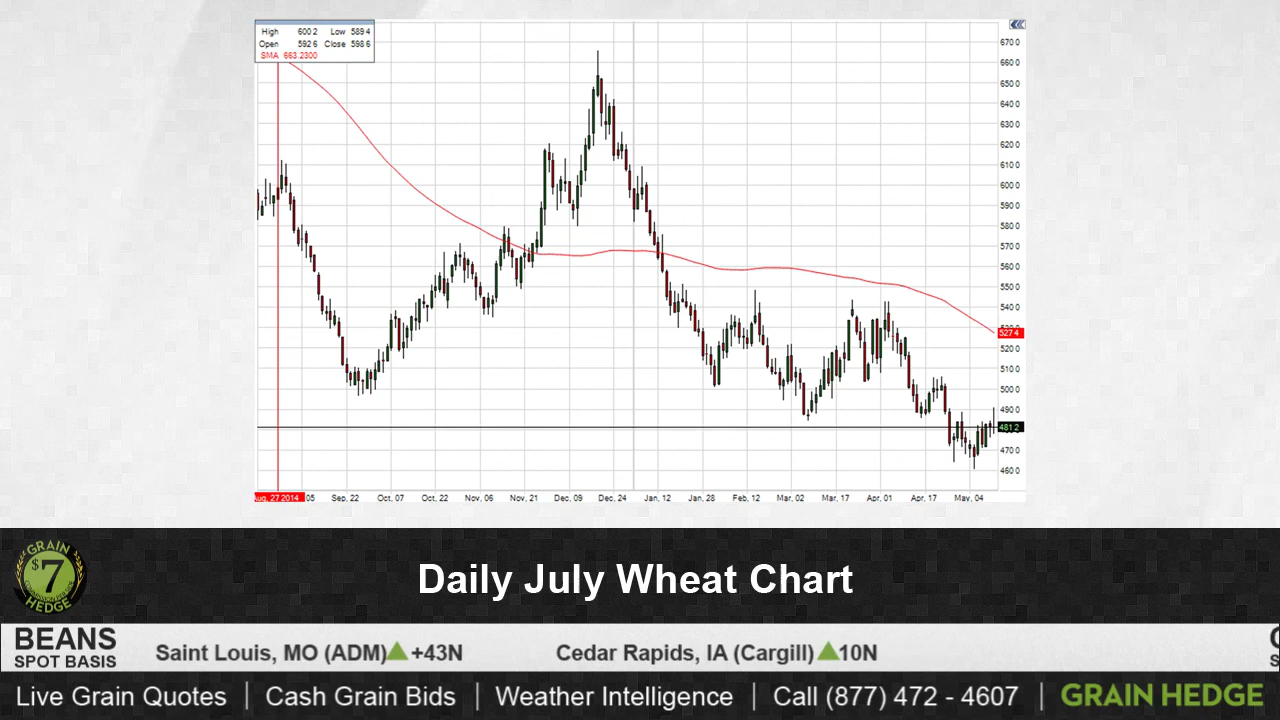 High 600 2 Low 589 4
Open 592 6 Close 598 6
SMA 663.2300
670 0
660 0
650 0
640 0
630 0
620 0
610 0
600 0
590 0
580 0
570 0
560 0
550 0
540 0
527 4
520 0
510 0
500 0
490 0
481 2
470 0
460 0
Aug, 27 2014 05 Sep, 22 Oct, 07 Oct, 22 Nov, 06 Nov, 21 Dec, 09 Dec, 24 Jan, 12 Jan, 28 Feb, 12 Mar, 02 Mar, 17 Apr, 01 Apr, 17 May, 04
GRAIN
$7
HEDGE
Daily July Wheat Chart
BEANS
SPOT BASIS
Saint Louis, MO (ADM) +43N Cedar Rapids, IA (Cargill) 10N
Live Grain Quotes | Cash Grain Bids | Weather Intelligence | Call (877) 472 - 4607 | GRAIN HEDGE